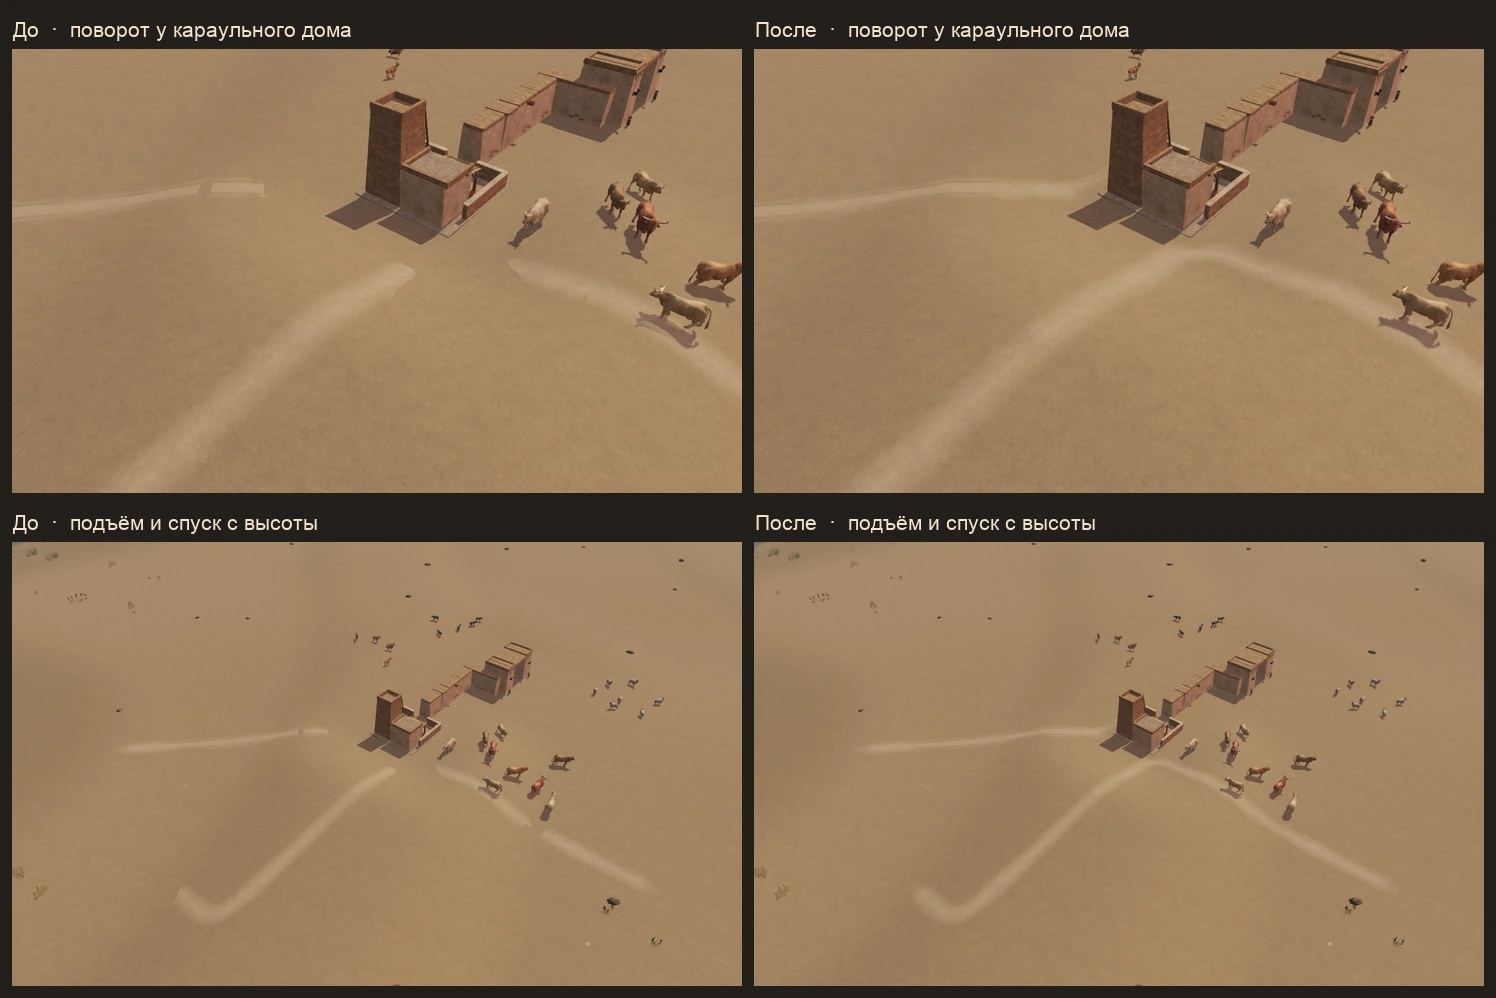 До · поворот у караульного дома
После · поворот у караульного дома
До · подъём и спуск с высоты
После · подъём и спуск с высоты